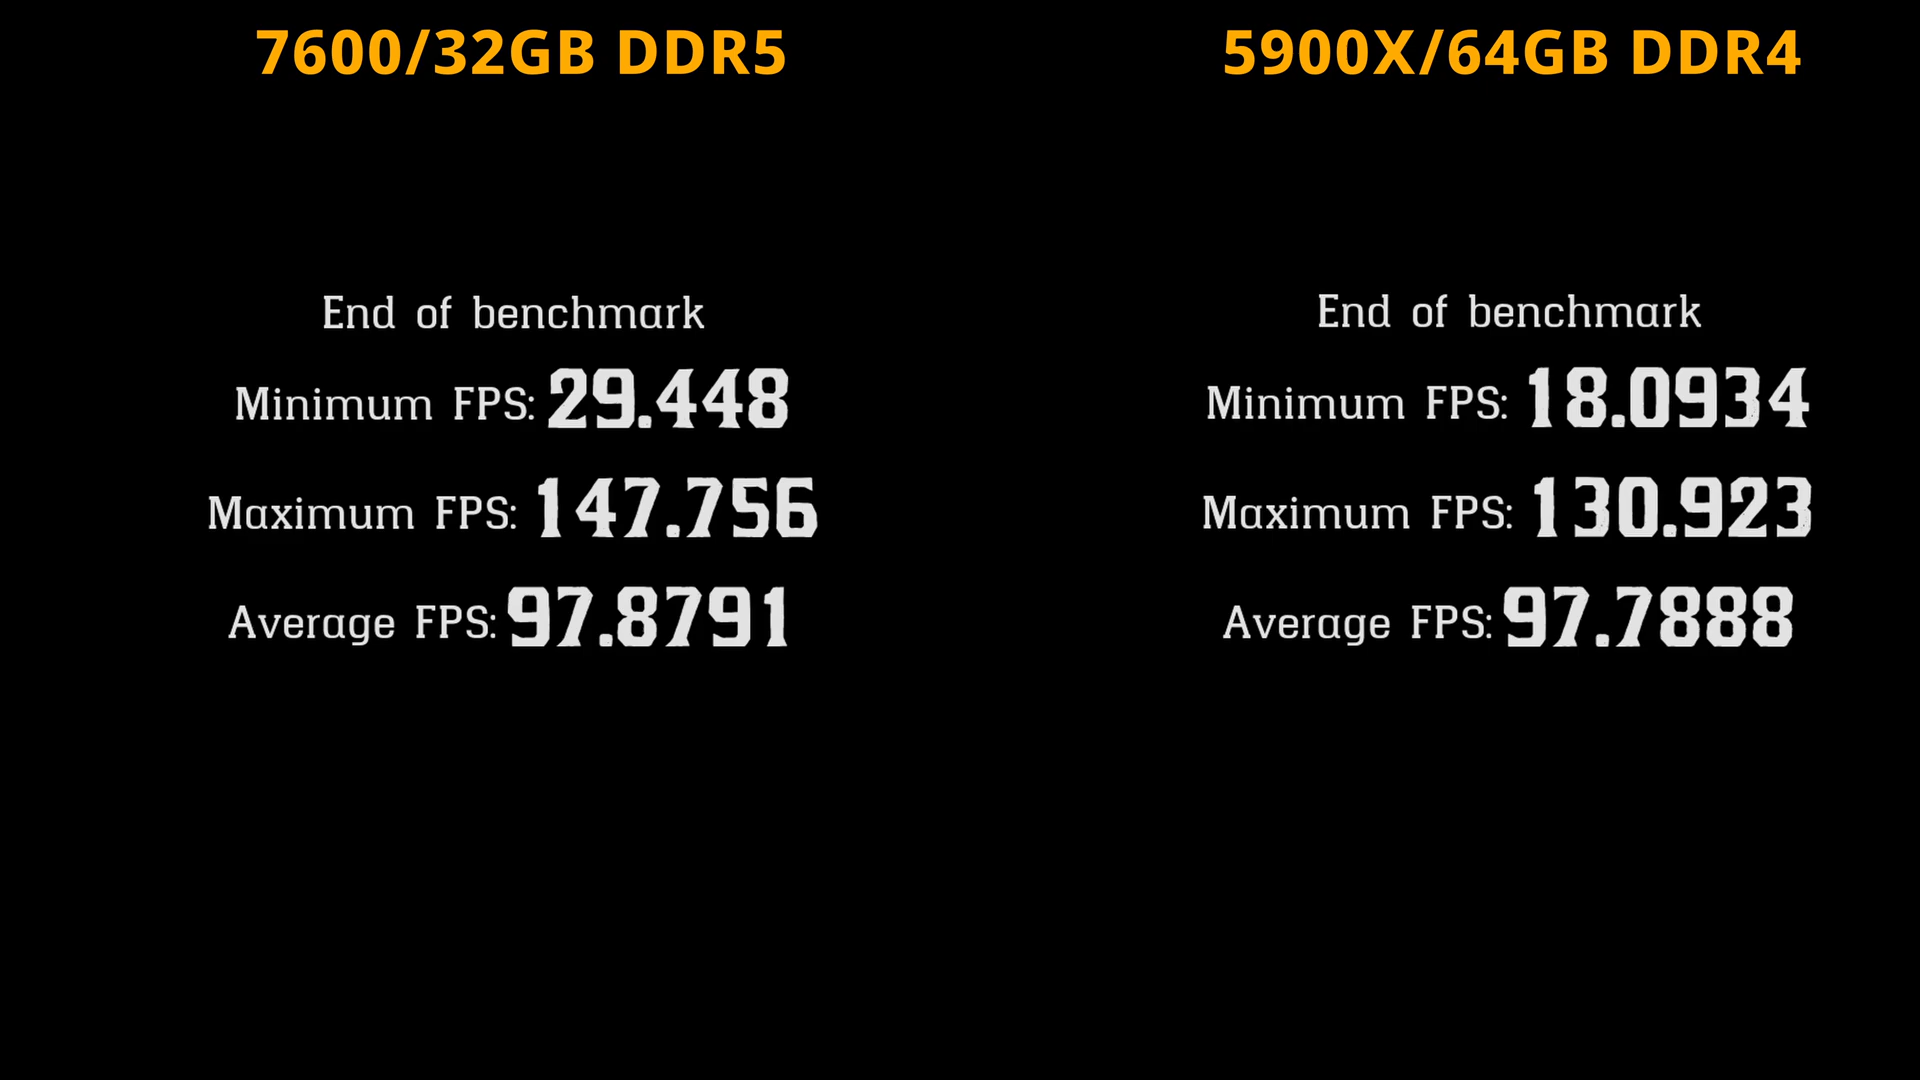 7600/32GB DDR5
End of benchmark
Minimum FPS: 29.448
Maximum FPS: 147.756
Average FPS: 97.8791
5900X/64GB DDR4
End of benchmark
Minimum FPS: 18.0934
Maximum FPS: 130.923
Average FPS: 97.7888